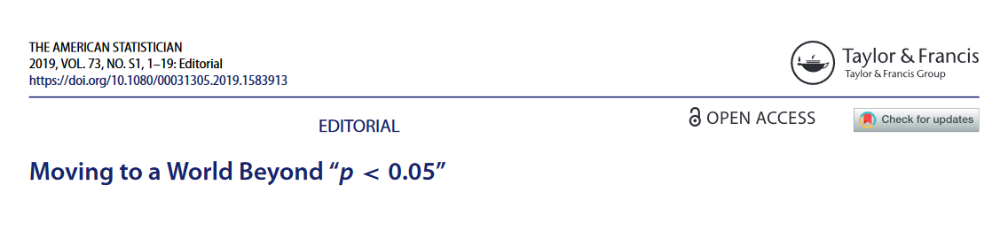 THE AMERICAN STATISTICIAN
2019, VOL. 73, NO. S1, 1–19: Editorial
https://doi.org/10.1080/00031305.2019.1583913
Taylor & Francis
Taylor & Francis Group
EDITORIAL
OPEN ACCESS
Check for updates
Moving to a World Beyond “p < 0.05”